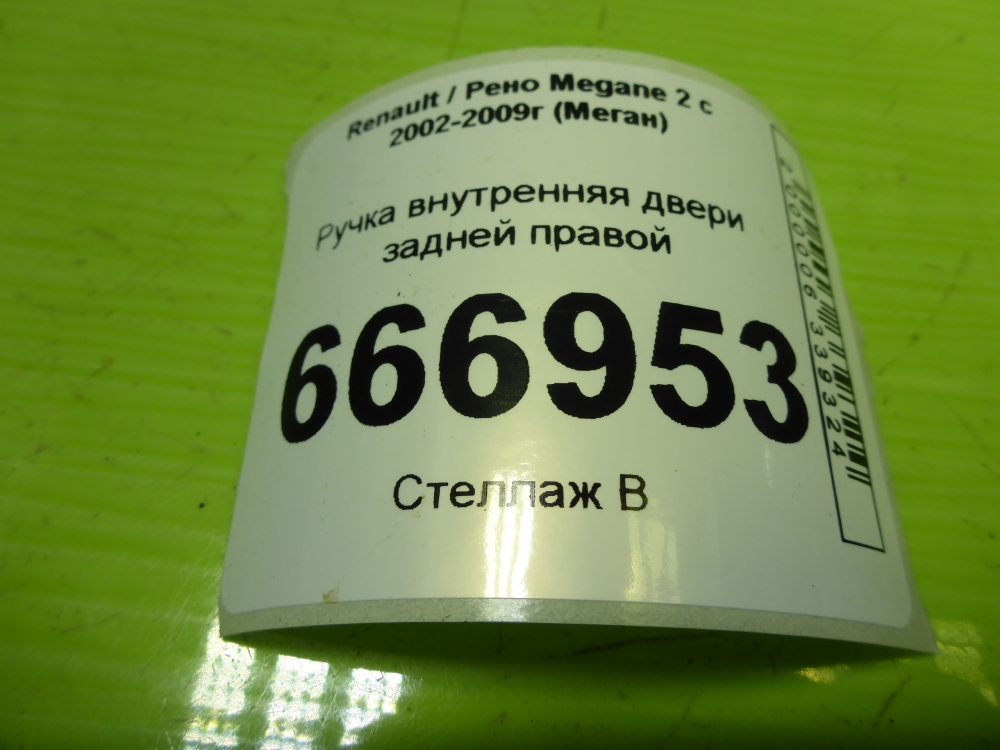 Renault / Рено Megane 2 с
2002-2009г (Меган)
Ручка внутренняя двери
задней правой
666953
Стеллаж В
2000006339324